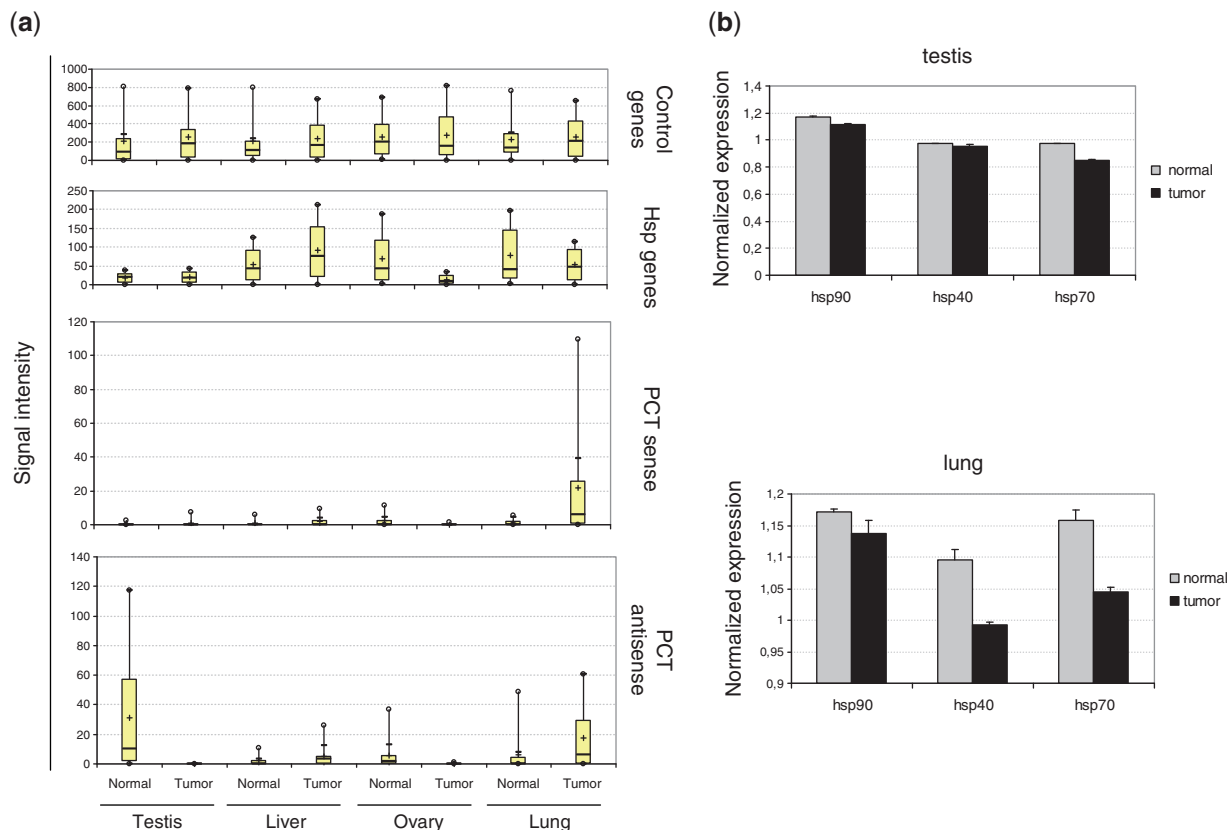 (a)
Signal intensity
1000
800
600
400
200
0
Control
genes
250
200
150
100
50
0
Hsp genes
120
100
80
60
40
20
0
PCT sense
140
120
100
80
60
40
20
0
PCT
antisense
Normal Tumor Normal Tumor Normal Tumor Normal Tumor
Testis Liver Ovary Lung
(b)
testis
Normalized expression
1,4
1,2
1
0,8
0,6
0,4
0,2
0
hsp90 hsp40 hsp70
normal
tumor
lung
Normalized expression
1,2
1,15
1,1
1,05
1
0,95
0,9
hsp90 hsp40 hsp70
normal
tumor